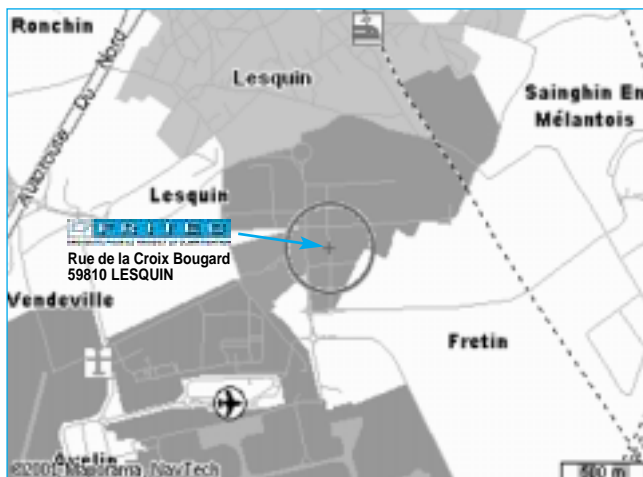 Ronchin
Lesquin
Sainghin En
Mélantois
Autoroute Du Nord
Lesquin
Rue de la Croix Bougard
59810 LESQUIN
Vendeville
Fretin
Avelin
©2001 Maporama, NavTech
500 m